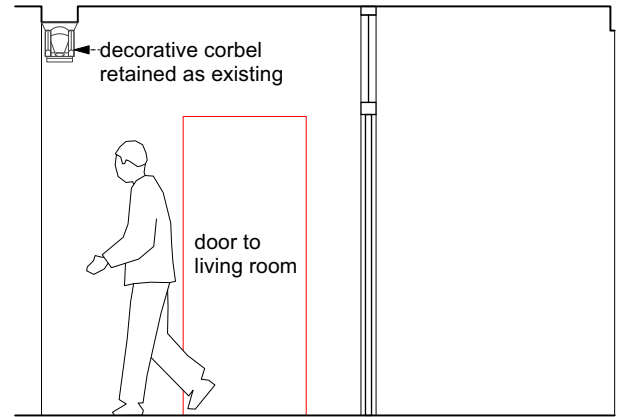 decorative corbel
retained as existing
door to
living room